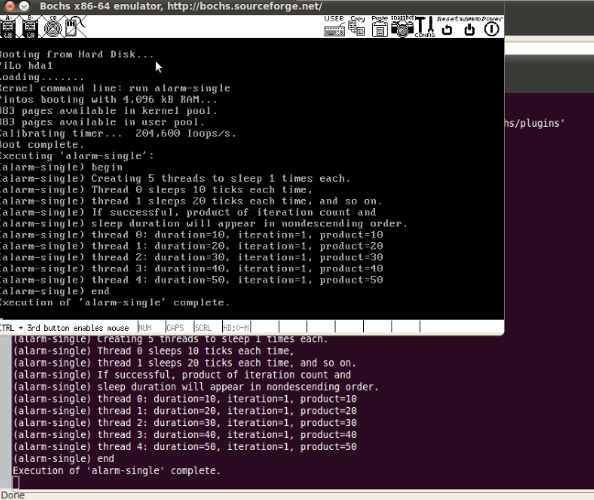 Bochs x86-64 emulator, http://bochs.sourceforge.net/
A: B: CD
USER Copy Paste snapshot CONFIG Reset SUSPEND Power
Booting from Hard Disk...
PiLo hda1
Loading.......
Kernel command line: run alarm-single
Pintos booting with 4,096 kB RAM...
383 pages available in kernel pool.
383 pages available in user pool.
Calibrating timer... 204,600 loops/s.
Boot complete.
Executing 'alarm-single':
(alarm-single) begin
(alarm-single) Creating 5 threads to sleep 1 times each.
(alarm-single) Thread 0 sleeps 10 ticks each time,
(alarm-single) thread 1 sleeps 20 ticks each time, and so on.
(alarm-single) If successful, product of iteration count and
(alarm-single) sleep duration will appear in nondescending order.
(alarm-single) thread 0: duration=10, iteration=1, product=10
(alarm-single) thread 1: duration=20, iteration=1, product=20
(alarm-single) thread 2: duration=30, iteration=1, product=30
(alarm-single) thread 3: duration=40, iteration=1, product=40
(alarm-single) thread 4: duration=50, iteration=1, product=50
(alarm-single) end
Execution of 'alarm-single' complete.
CTRL + 3rd button enables mouse NUM CAPS SCRL HD:0-M
hs/plugins'
(alarm-single) Creating 5 threads to sleep 1 times each.
(alarm-single) Thread 0 sleeps 10 ticks each time,
(alarm-single) thread 1 sleeps 20 ticks each time, and so on.
(alarm-single) If successful, product of iteration count and
(alarm-single) sleep duration will appear in nondescending order.
(alarm-single) thread 0: duration=10, iteration=1, product=10
(alarm-single) thread 1: duration=20, iteration=1, product=20
(alarm-single) thread 2: duration=30, iteration=1, product=30
(alarm-single) thread 3: duration=40, iteration=1, product=40
(alarm-single) thread 4: duration=50, iteration=1, product=50
(alarm-single) end
Execution of 'alarm-single' complete.
Done